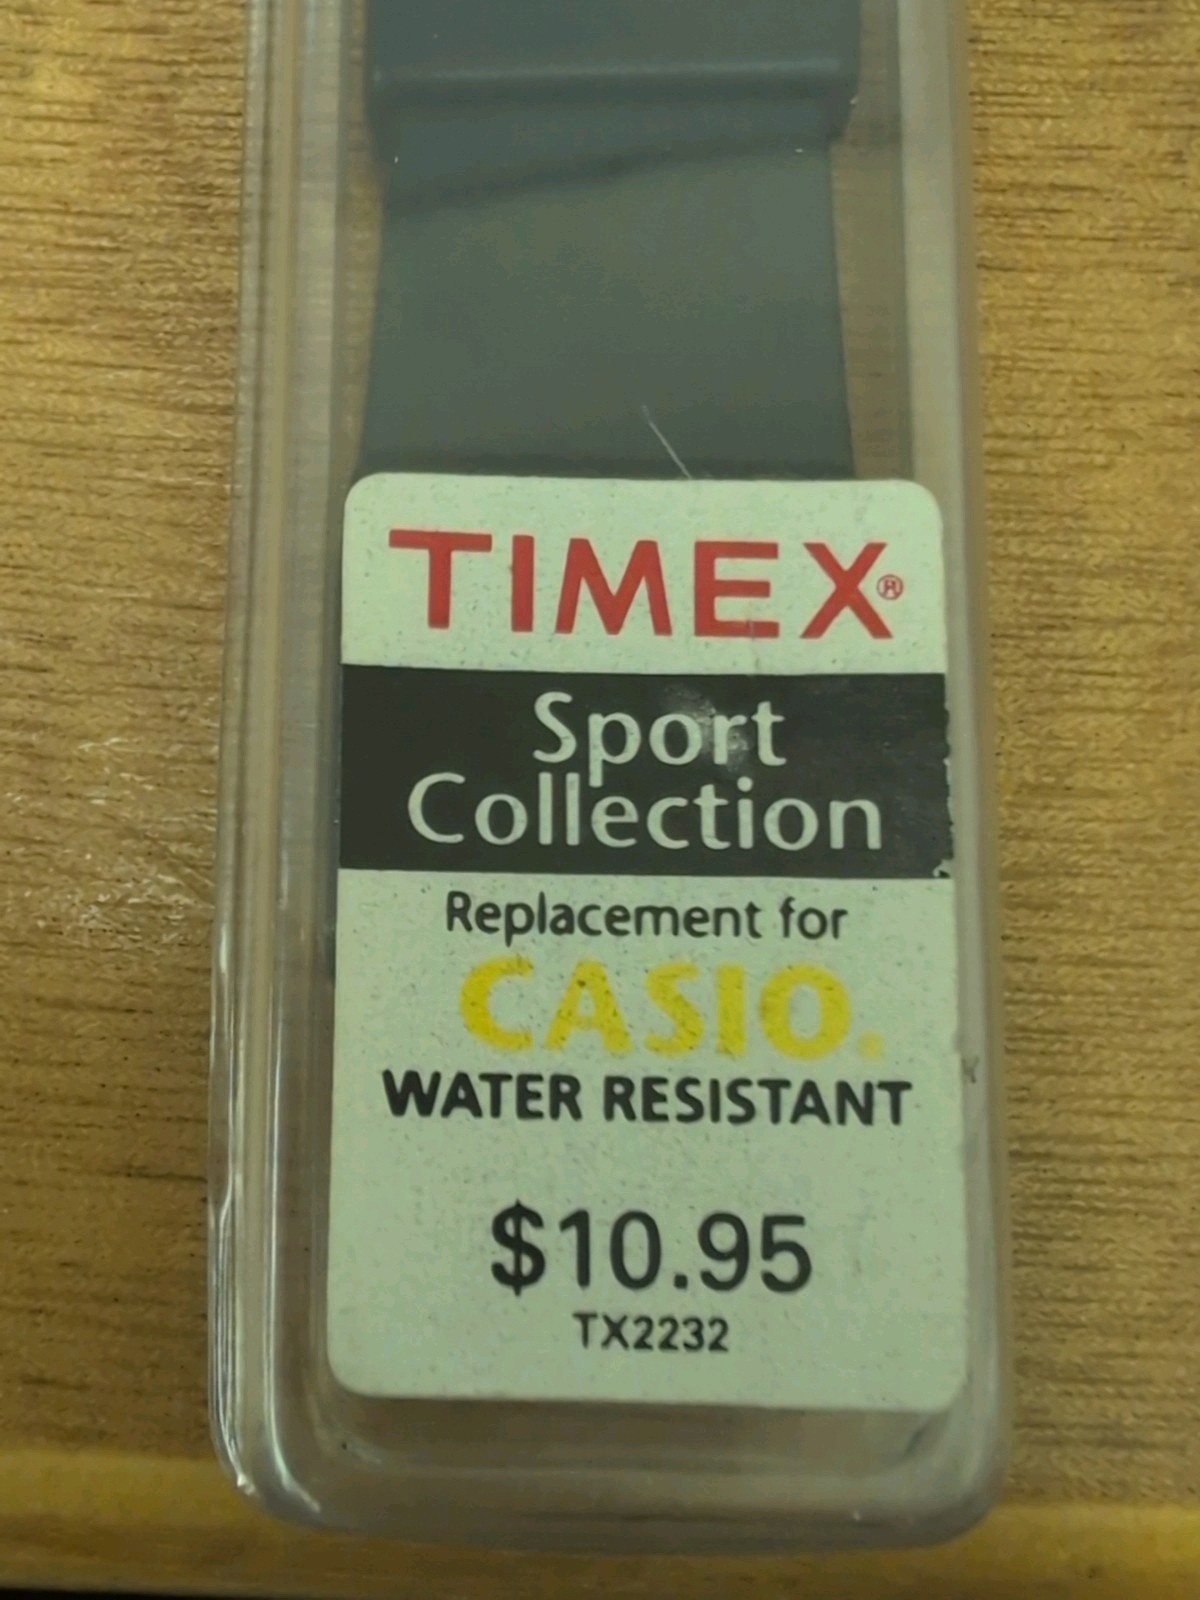 TIMEX®
Sport
Collection
Replacement for
CASIO.
WATER RESISTANT
$10.95
TX2232